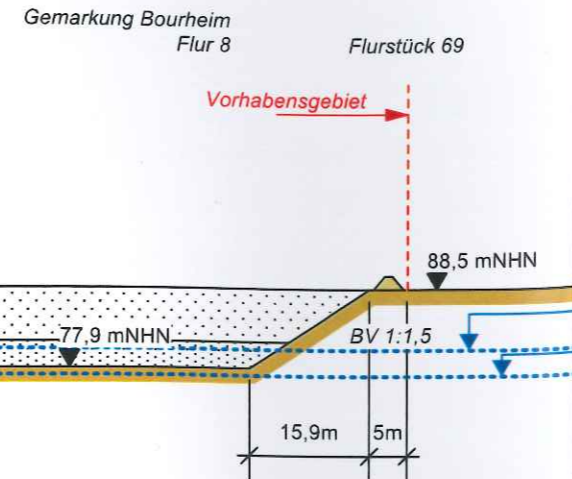 Gemarkung Bourheim
Flur 8
Flurstück 69
Vorhabensgebiet
88,5 mNHN
77,9 mNHN
BV 1:1,5
15,9m
5m